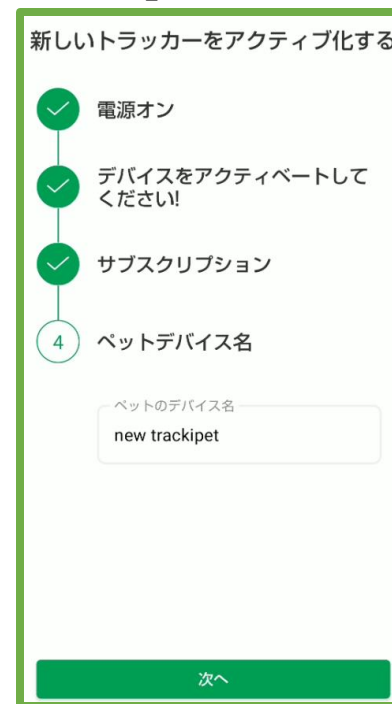 新しいトラッカーをアクティブ化する
電源オン
デバイスをアクティベートして
ください!
サブスクリプション
4
ペットデバイス名
ペットのデバイス名
new trackipet
次へ